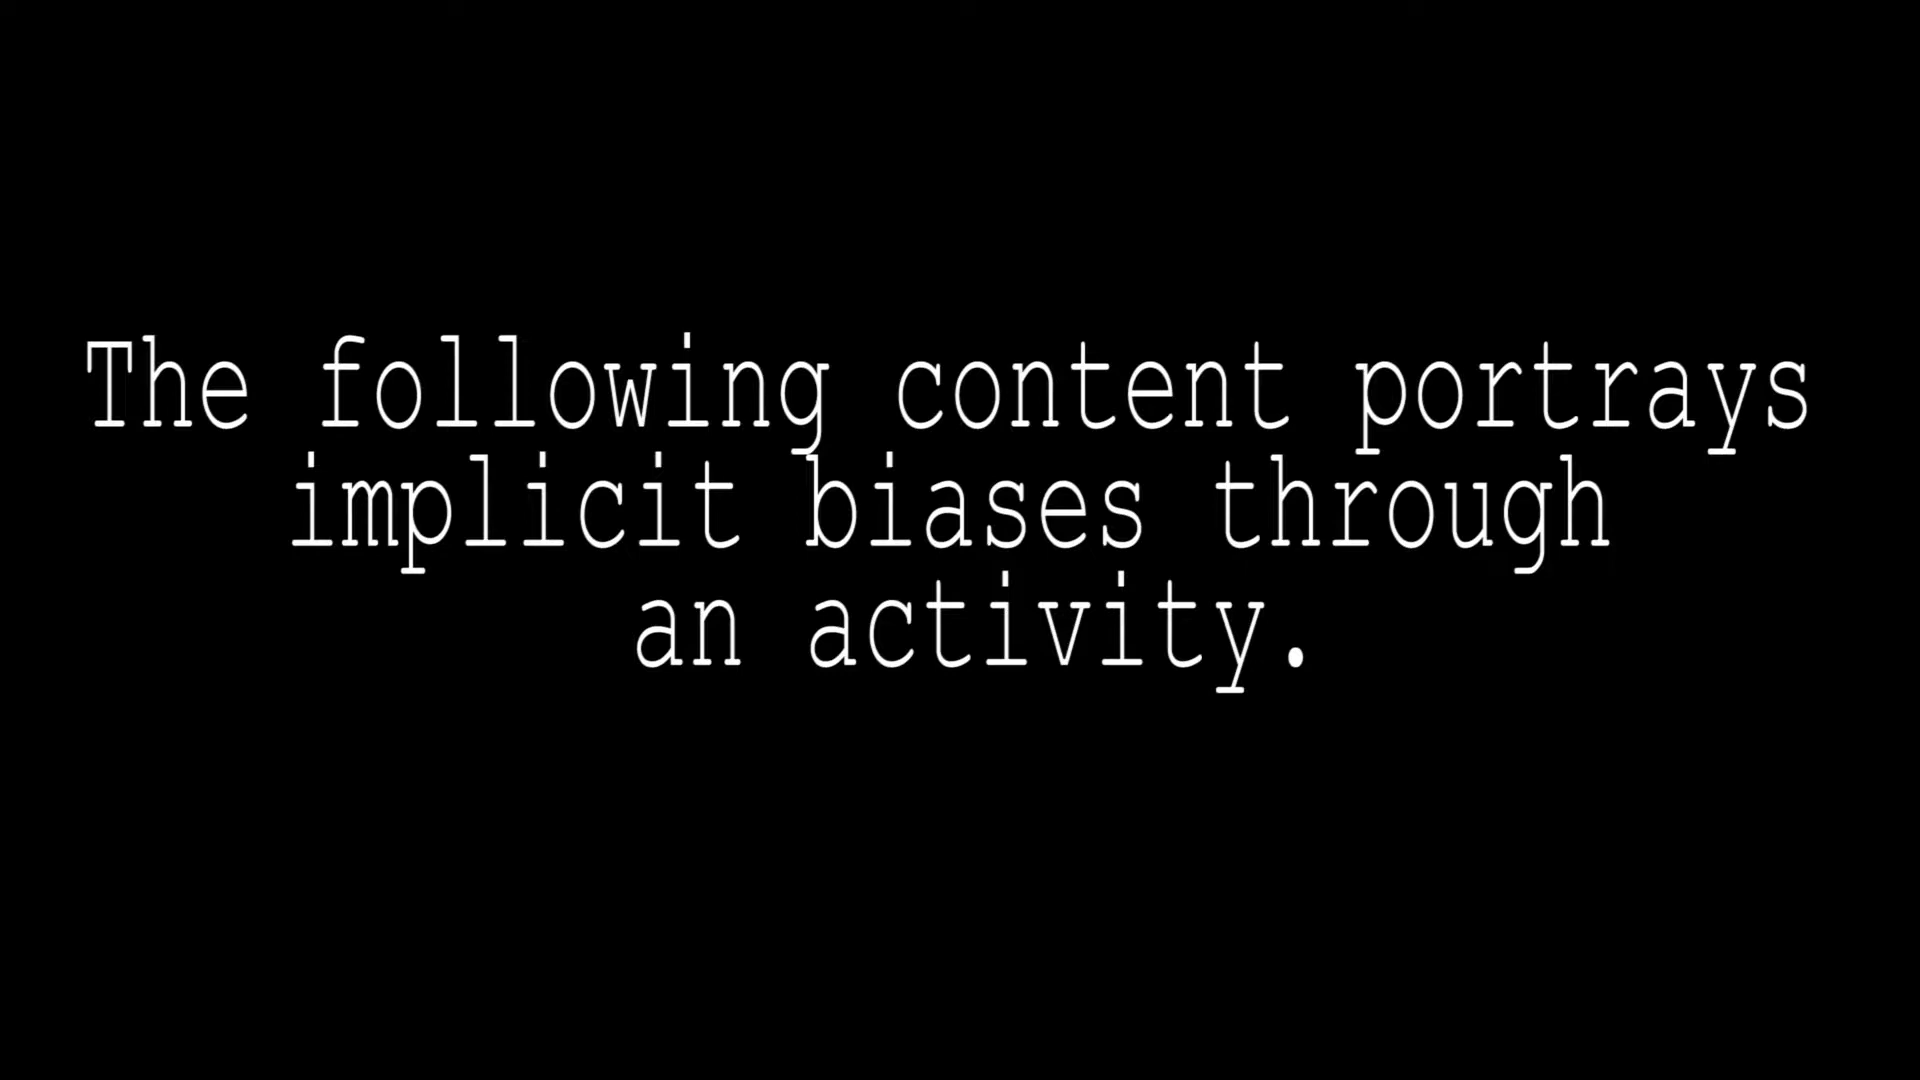 The following content portrays
implicit biases through
an activity.